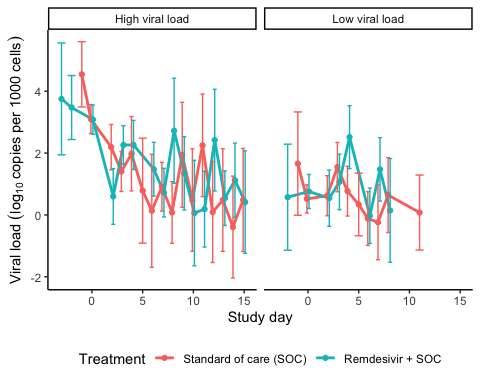 High viral load
Low viral load
Viral load (log₁₀ copies per 1000 cells)
4
2
0
-2
0
5
10
15
0
5
10
15
Study day
Treatment
Standard of care (SOC)
Remdesivir + SOC